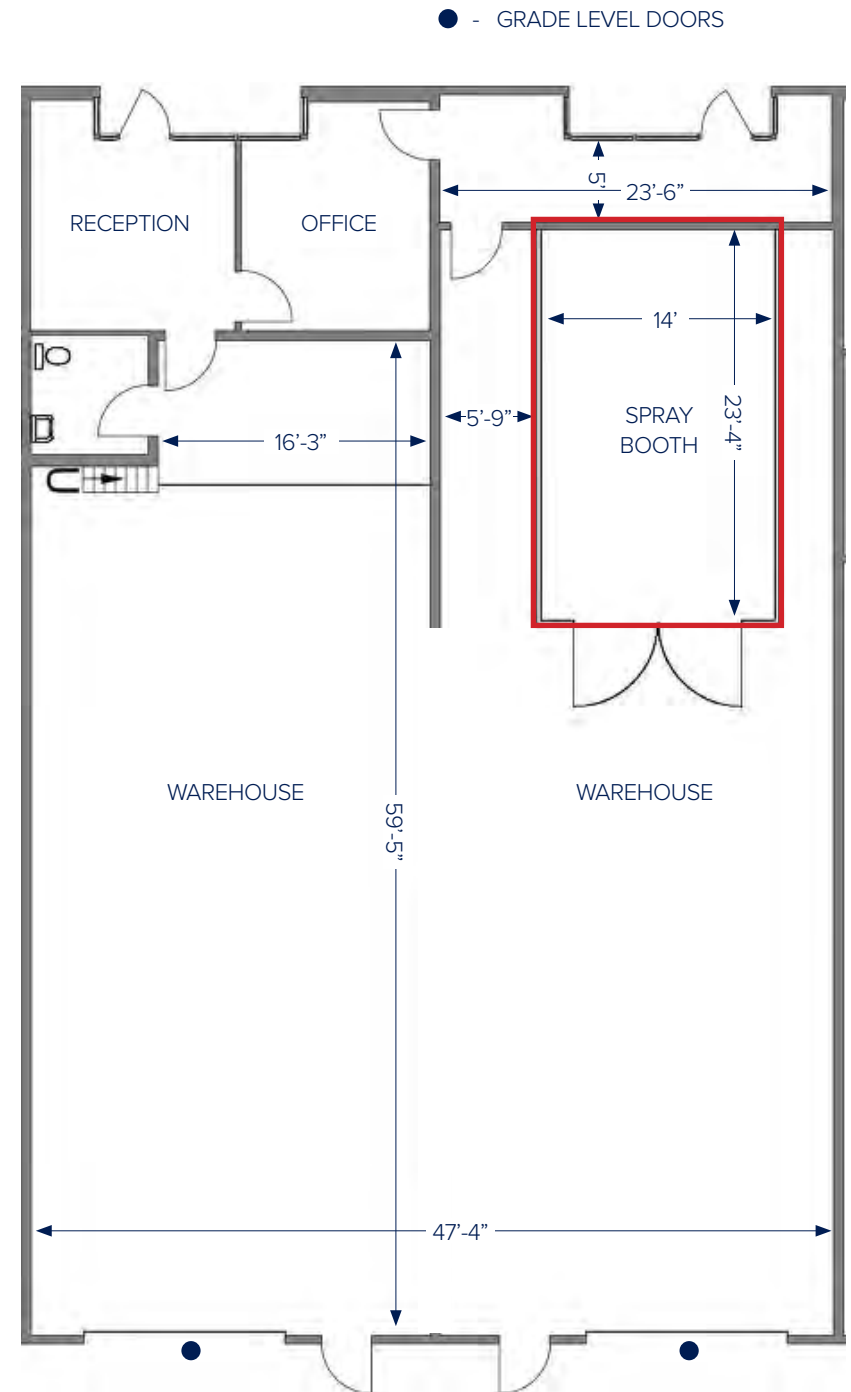 ● - GRADE LEVEL DOORS
5'
23'-6”
RECEPTION
OFFICE
14'
5'-9”
SPRAY
BOOTH
23'-4”
16'-3”
WAREHOUSE
WAREHOUSE
59'-5”
47'-4”